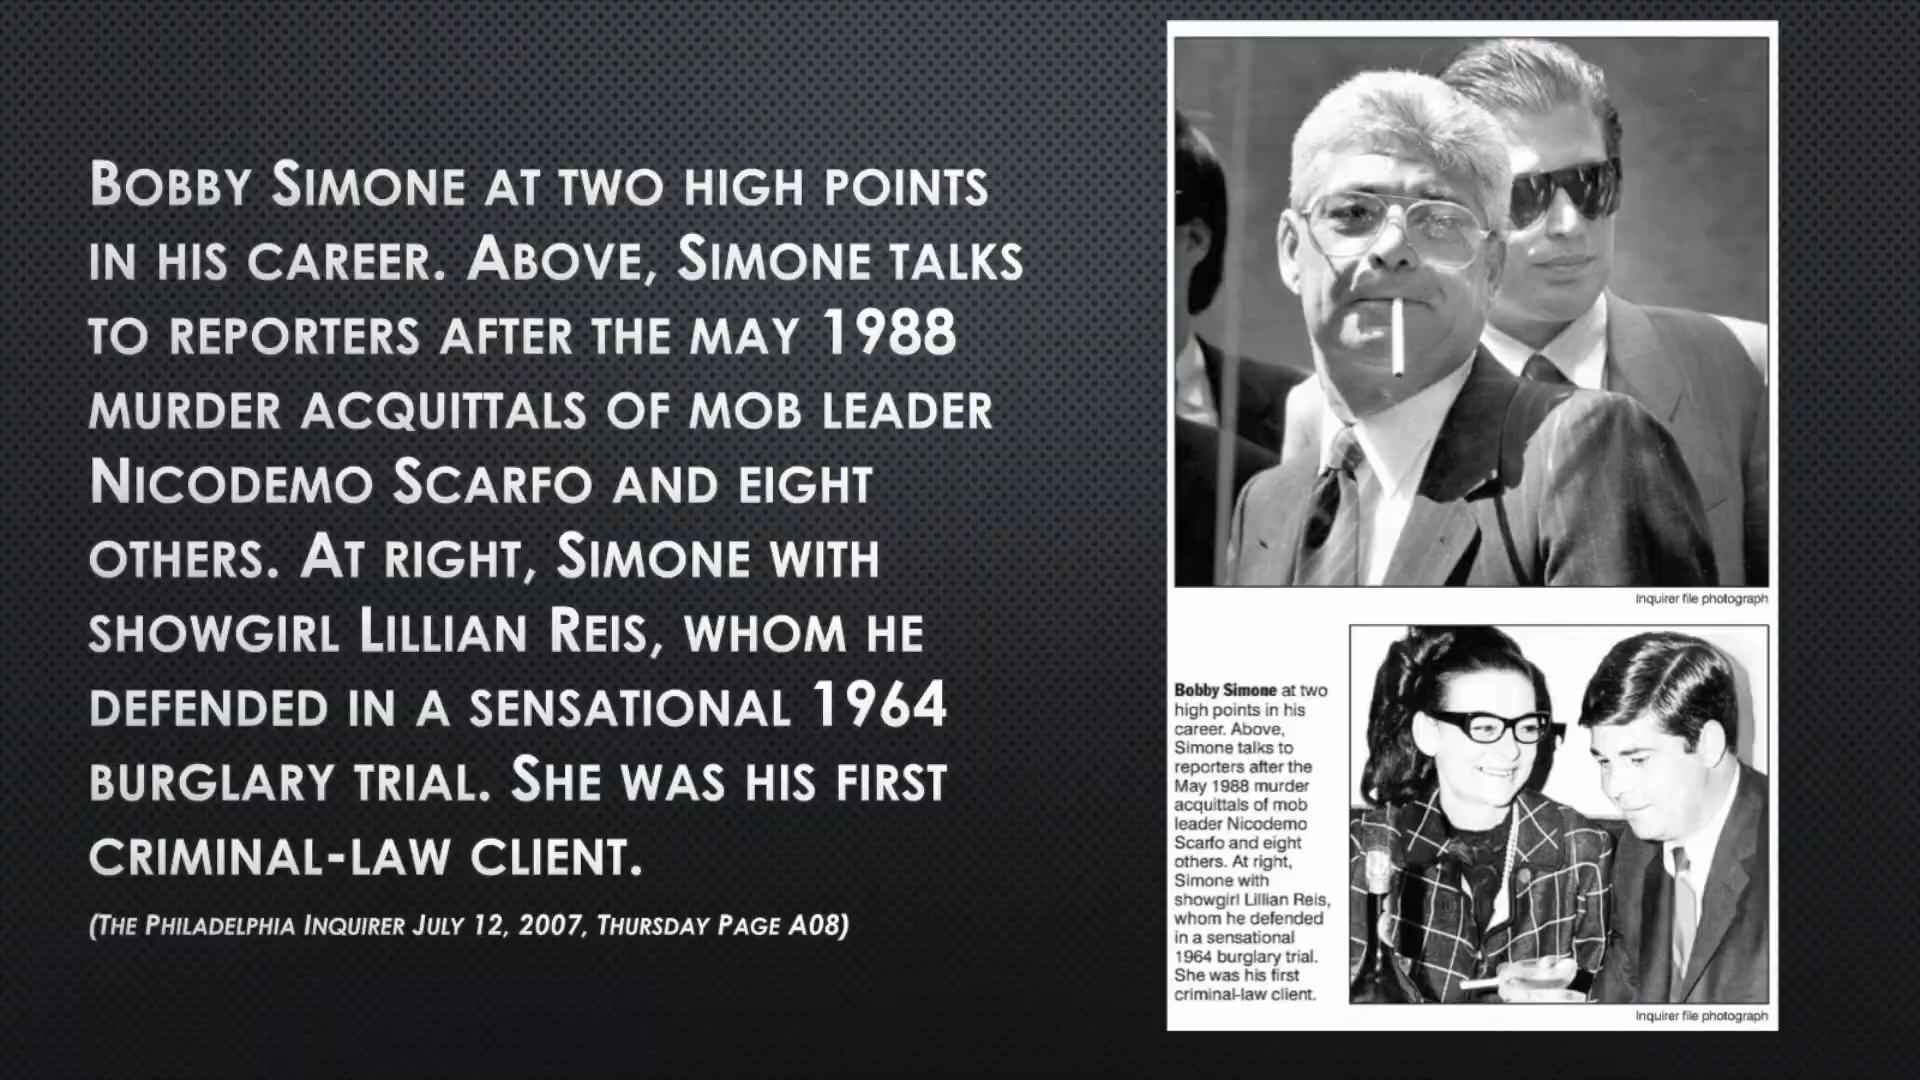 Bobby Simone at two high points
in his career. Above, Simone talks
to reporters after the may 1988
murder acquittals of mob leader
Nicodemo Scarfo and eight
others. At right, Simone with
showgirl Lillian Reis, whom he
defended in a sensational 1964
burglary trial. She was his first
criminal-law client.
(The Philadelphia Inquirer July 12, 2007, Thursday Page A08)
Inquirer file photograph
Bobby Simone at two
high points in his
career. Above,
Simone talks to
reporters after the
May 1988 murder
acquittals of mob
leader Nicodemo
Scarfo and eight
others. At right,
Simone with
showgirl Lillian Reis,
whom he defended
in a sensational
1964 burglary trial.
She was his first
criminal-law client.
Inquirer file photograph